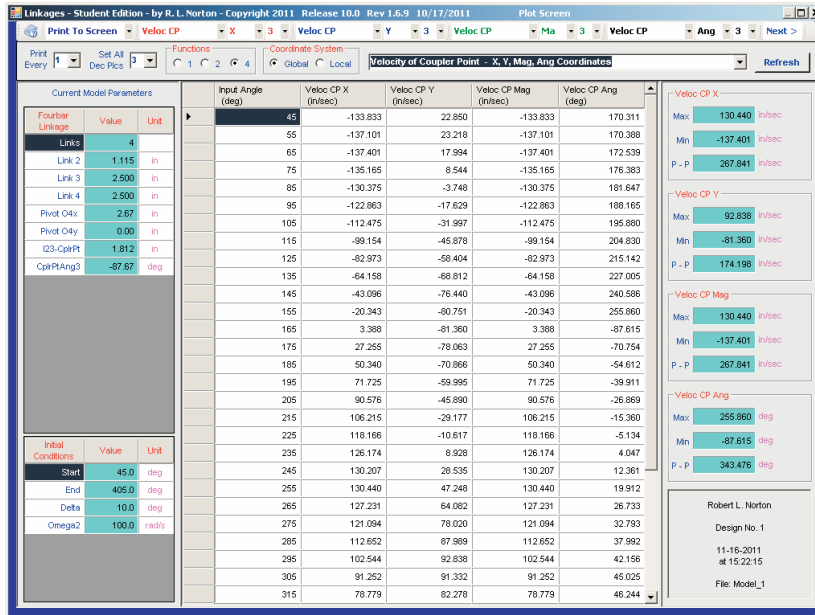 Linkages - Student Edition - by R. L. Norton - Copyright 2011 Release 10.0 Rev 1.6.9 10/17/2011 Plot Screen
Print To Screen Veloc CP X 3 Veloc CP Y 3 Veloc CP Ma 3 Veloc CP Ang 3 Next >
Print Every 1 Set All Dec Plcs 3 Functions 1 2 4 Coordinate System Global Local Velocity of Coupler Point - X, Y, Mag, Ang Coordinates Refresh
Current Model Parameters
Fourbar Linkage Value Unit
Links 4
Link 2 1.115 in
Link 3 2.500 in
Link 4 2.500 in
Pivot O4x 2.67 in
Pivot O4y 0.00 in
I23-CplrPt 1.812 in
CplrPtAng3 -87.67 deg
Initial Conditions Value Unit
Start 45.0 deg
End 405.0 deg
Delta 10.0 deg
Omega2 100.0 rad/s
Input Angle (deg) Veloc CP X (in/sec) Veloc CP Y (in/sec) Veloc CP Mag (in/sec) Veloc CP Ang (deg)
45 -133.833 22.850 -133.833 170.311
55 -137.101 23.218 -137.101 170.388
65 -137.401 17.994 -137.401 172.539
75 -135.165 8.544 -135.165 176.383
85 -130.375 -3.748 -130.375 181.647
95 -122.863 -17.629 -122.863 188.165
105 -112.475 -31.997 -112.475 195.880
115 -99.154 -45.878 -99.154 204.830
125 -82.973 -58.404 -82.973 215.142
135 -64.158 -68.812 -64.158 227.005
145 -43.096 -76.440 -43.096 240.586
155 -20.343 -80.751 -20.343 255.860
165 3.388 -81.360 3.388 -87.615
175 27.255 -78.063 27.255 -70.754
185 50.340 -70.866 50.340 -54.612
195 71.725 -59.995 71.725 -39.911
205 90.576 -45.890 90.576 -26.869
215 106.215 -29.177 106.215 -15.360
225 118.166 -10.617 118.166 -5.134
235 126.174 8.928 126.174 4.047
245 130.207 28.535 130.207 12.361
255 130.440 47.248 130.440 19.912
265 127.231 64.082 127.231 26.733
275 121.094 78.020 121.094 32.793
285 112.652 87.989 112.652 37.992
295 102.544 92.838 102.544 42.156
305 91.252 91.332 91.252 45.025
315 78.779 82.278 78.779 46.244
Veloc CP X
Max 130.440 in/sec
Min -137.401 in/sec
P - P 267.841 in/sec
Veloc CP Y
Max 92.838 in/sec
Min -81.360 in/sec
P - P 174.198 in/sec
Veloc CP Mag
Max 130.440 in/sec
Min -137.401 in/sec
P - P 267.841 in/sec
Veloc CP Ang
Max 255.860 deg
Min -87.615 deg
P - P 343.476 deg
Robert L. Norton
Design No. 1
11-16-2011
at 15:22:15
File: Model_1